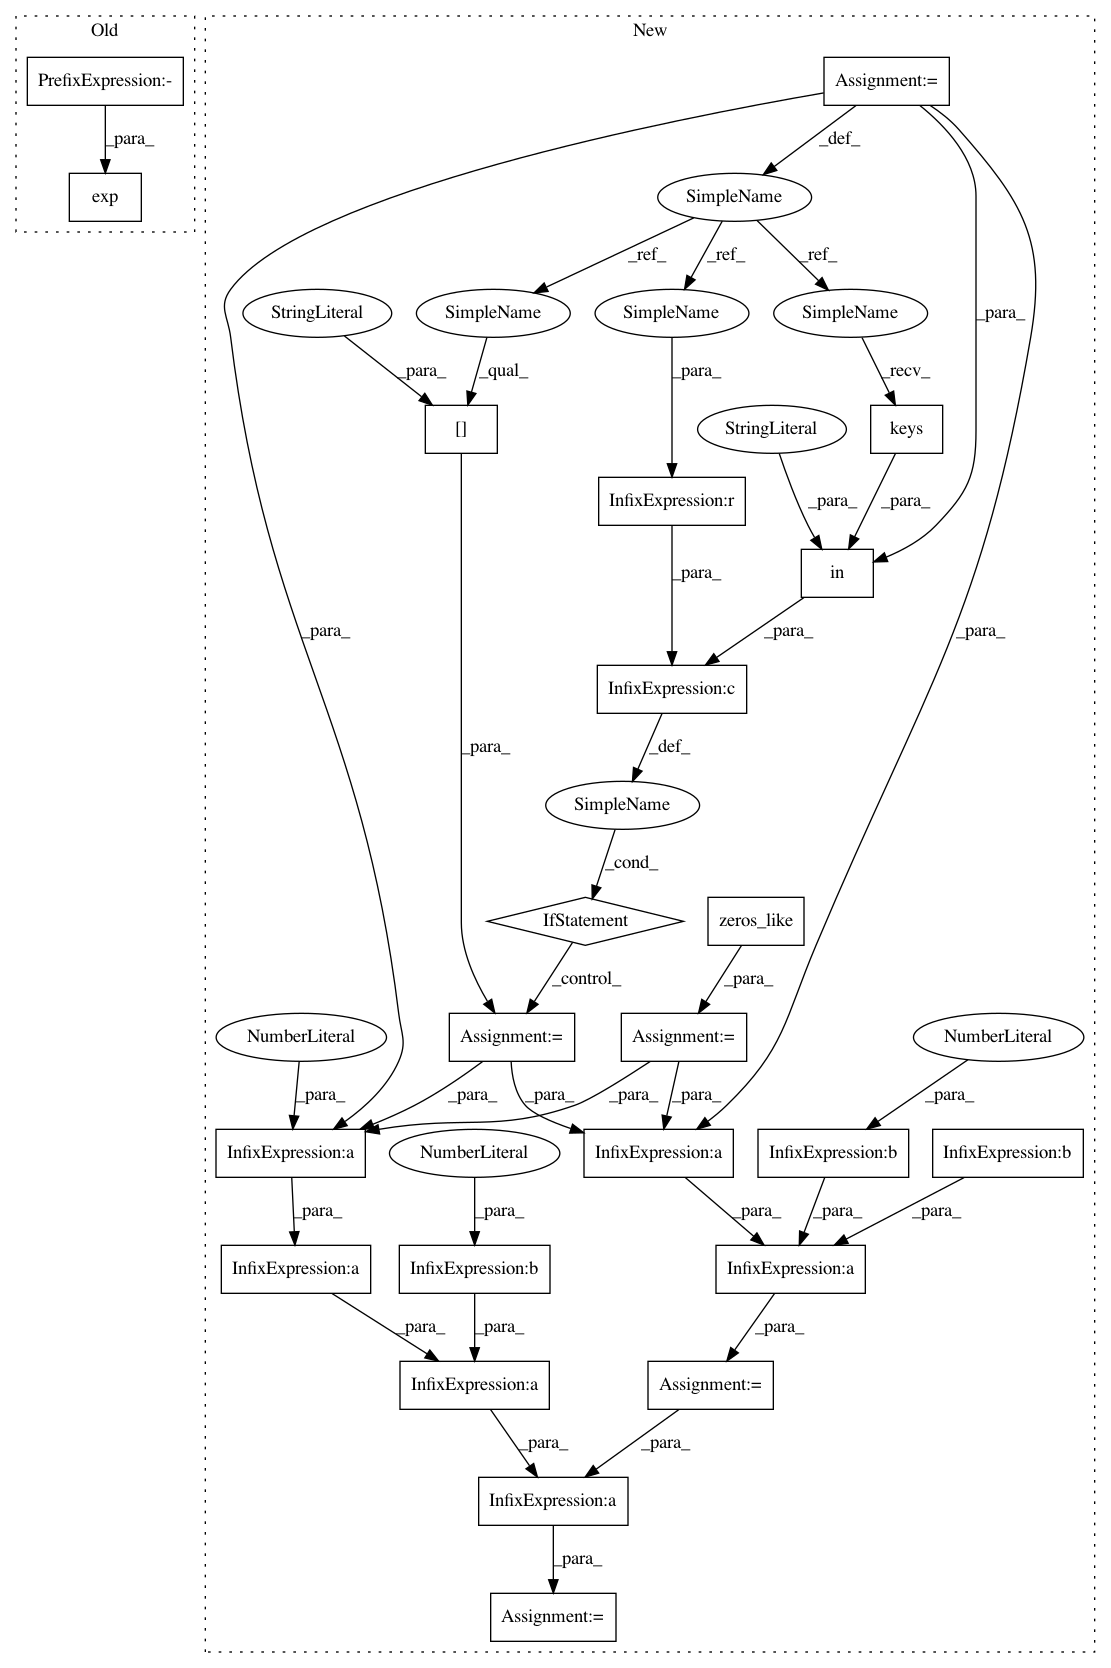 Old
New
PrefixExpression:-
Assignment:=
_para_
_def_
exp
SimpleName
_ref_
_ref_
_ref_
StringLiteral
SimpleName
SimpleName
SimpleName
_para_
_para_
_qual_
_para_
_recv_
[]
StringLiteral
keys
InfixExpression:r
_para_
_para_
in
_para_
_para_
_para_
_para_
InfixExpression:c
_para_
_def_
SimpleName
_cond_
IfStatement
zeros_like
_control_
_para_
NumberLiteral
Assignment:=
Assignment:=
NumberLiteral
_para_
_para_
_para_
_para_
_para_
_para_
InfixExpression:a
NumberLiteral
InfixExpression:a
InfixExpression:b
InfixExpression:b
_para_
_para_
_para_
_para_
_para_
InfixExpression:a
InfixExpression:b
InfixExpression:a
_para_
_para_
_para_
InfixExpression:a
Assignment:=
_para_
_para_
InfixExpression:a
_para_
Assignment:=